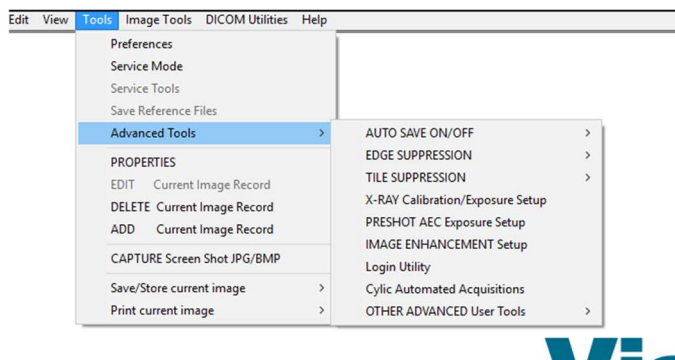 Edit View Tools Image Tools DICOM Utilities Help
Preferences
Service Mode
Service Tools
Save Reference Files
Advanced Tools >
PROPERTIES
EDIT Current Image Record
DELETE Current Image Record
ADD Current Image Record
CAPTURE Screen Shot JPG/BMP
Save/Store current image >
Print current image >
AUTO SAVE ON/OFF >
EDGE SUPPRESSION >
TILE SUPPRESSION >
X-RAY Calibration/Exposure Setup
PRESHOT AEC Exposure Setup
IMAGE ENHANCEMENT Setup
Login Utility
Cylic Automated Acquisitions
OTHER ADVANCED User Tools >